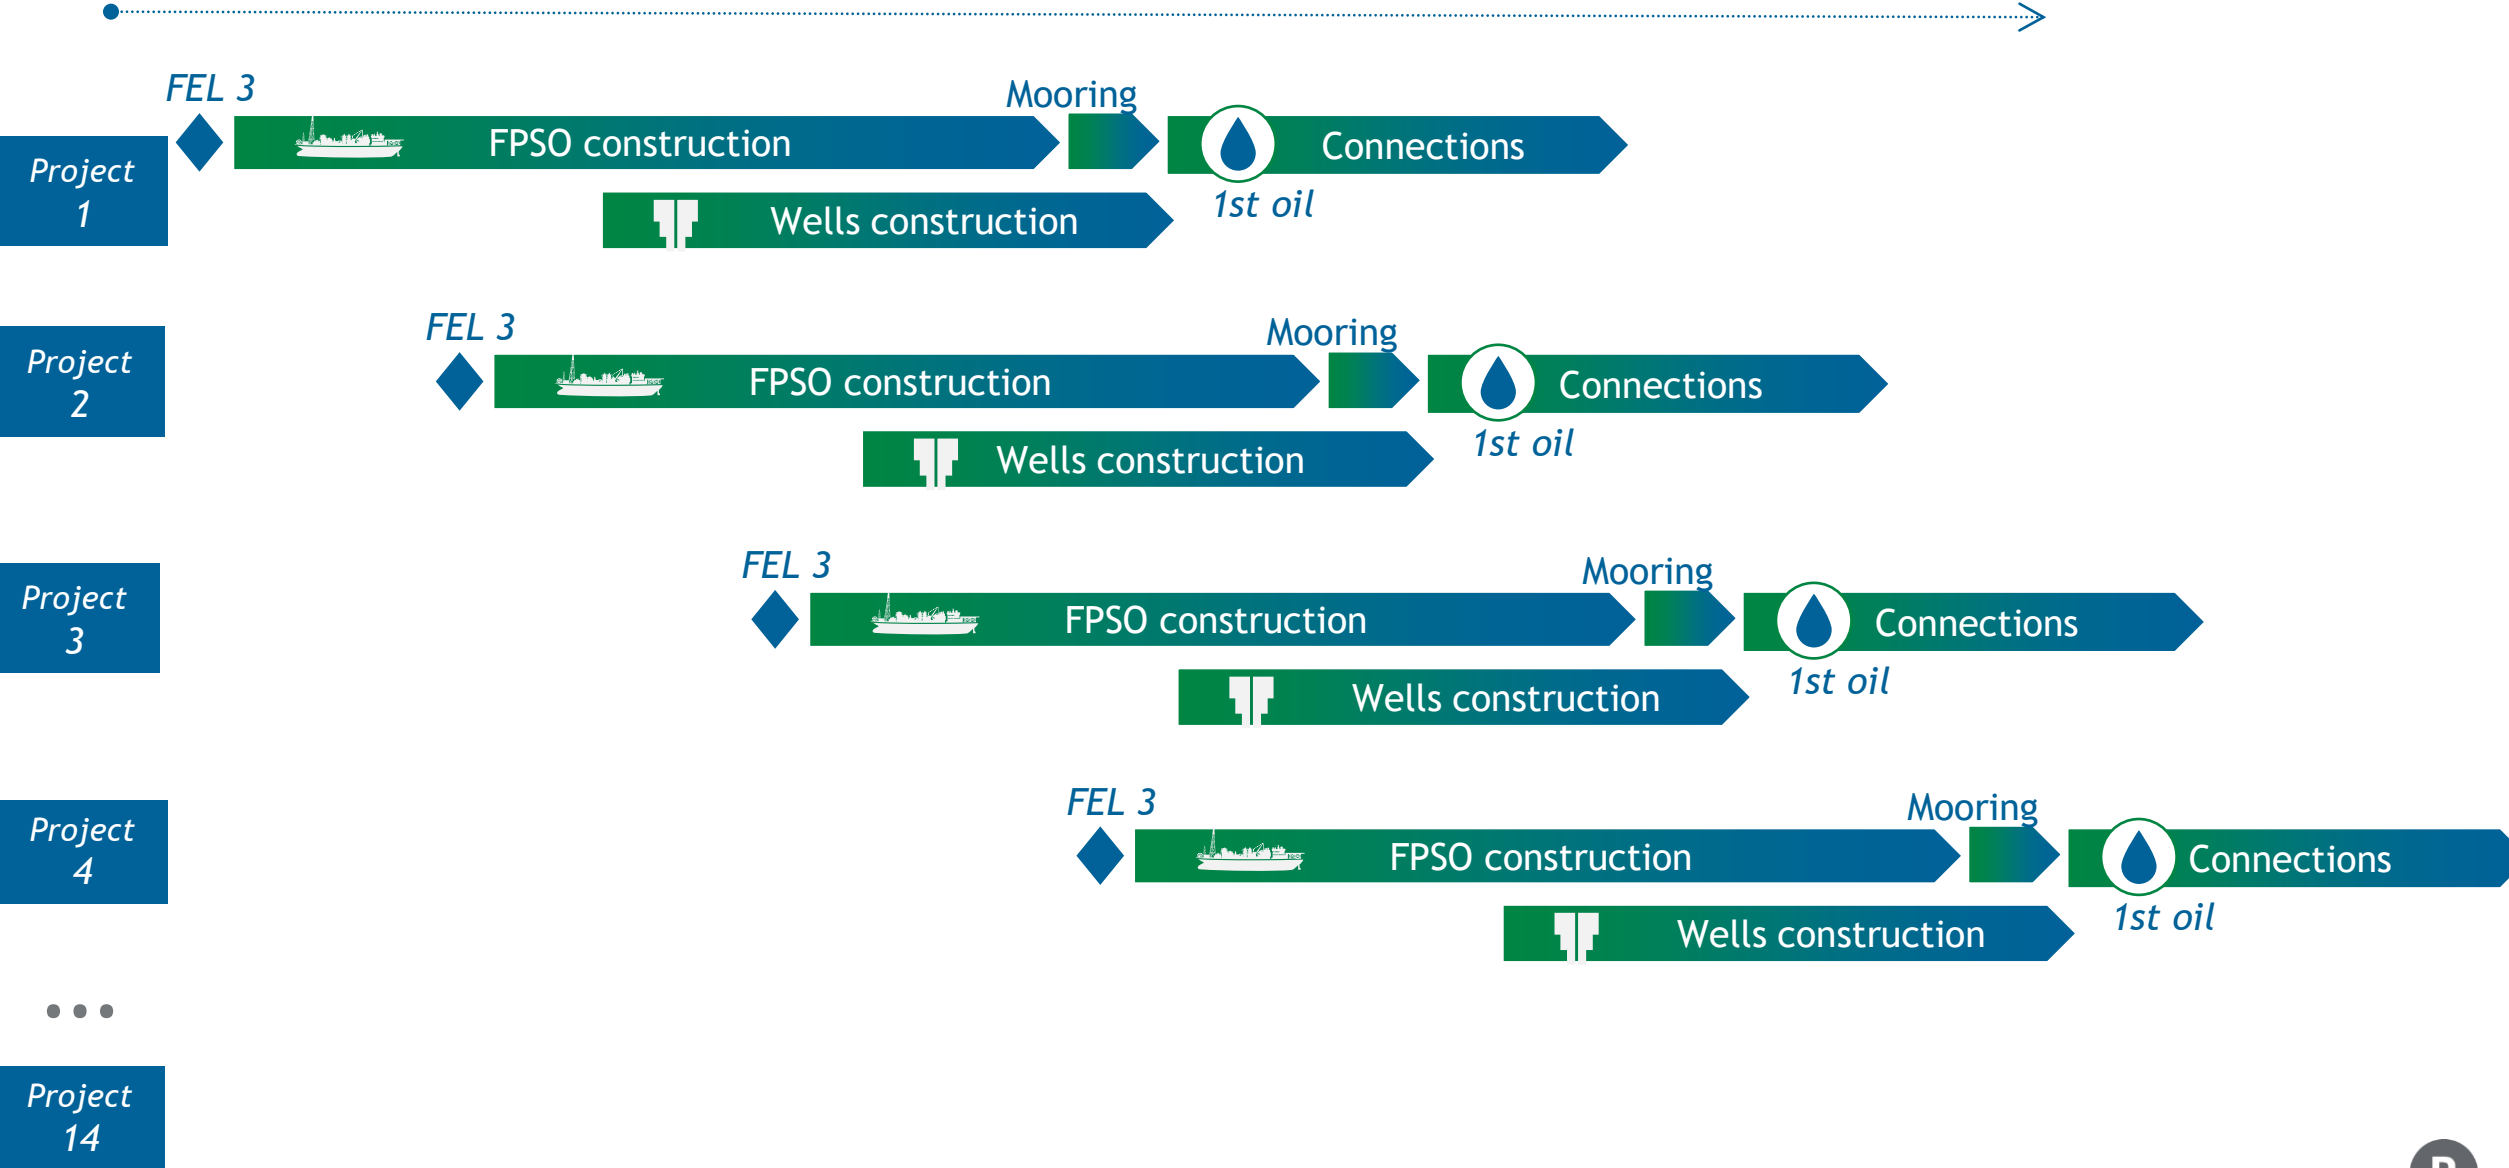 FEL 3
Mooring
FPSO construction
Connections
Project
1
1st oil
Wells construction
FEL 3
Mooring
Project
2
FPSO construction
Connections
1st oil
Wells construction
FEL 3
Mooring
Project
3
FPSO construction
Connections
1st oil
Wells construction
FEL 3
Mooring
Project
4
FPSO construction
Connections
1st oil
Wells construction
...
Project
14